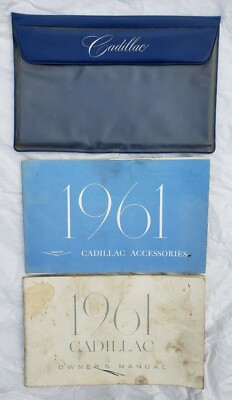 Cadillac
1961
CADILLAC ACCESSORIES
1961
CADILLAC
OWNER'S MANUAL